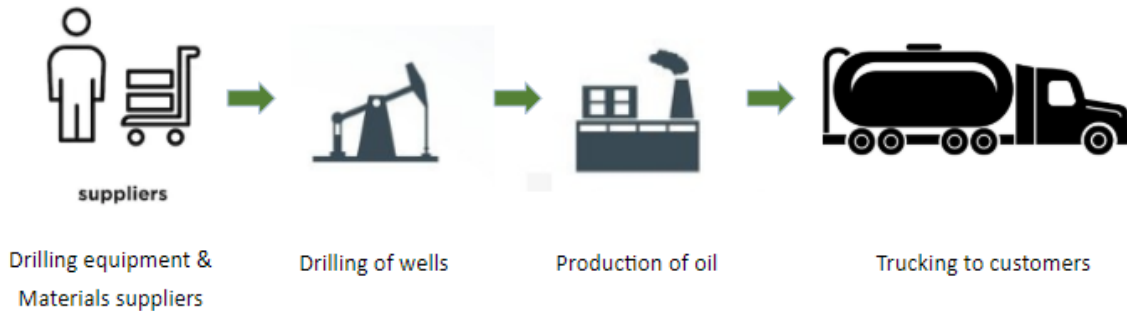 suppliers
Drilling equipment &
Materials suppliers
Drilling of wells
Production of oil
Trucking to customers